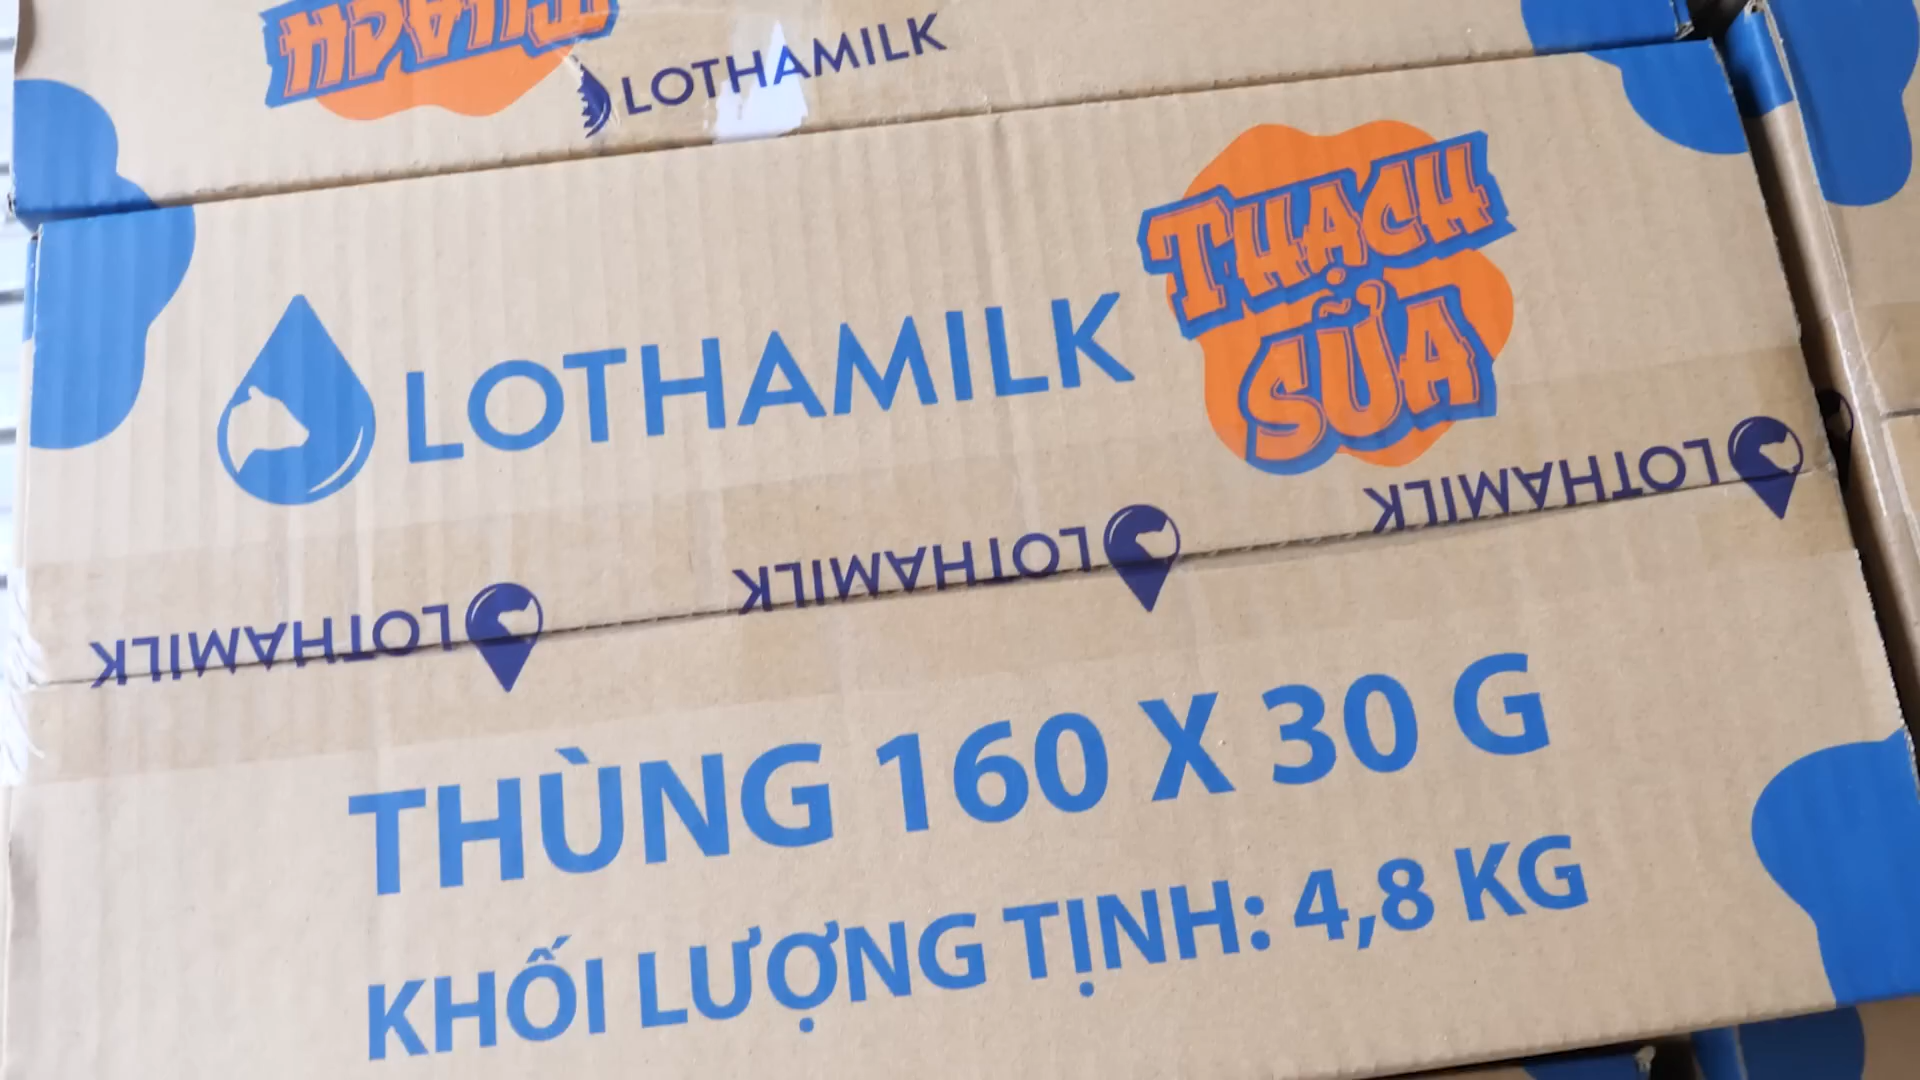 THẠCH
LOTHAMILK
LOTHAMILK
THẠCH
SỮA
LOTHAMILK
LOTHAMILK
LOTHAMILK
THÙNG 160 X 30 G
KHỐI LƯỢNG TỊNH: 4,8 KG